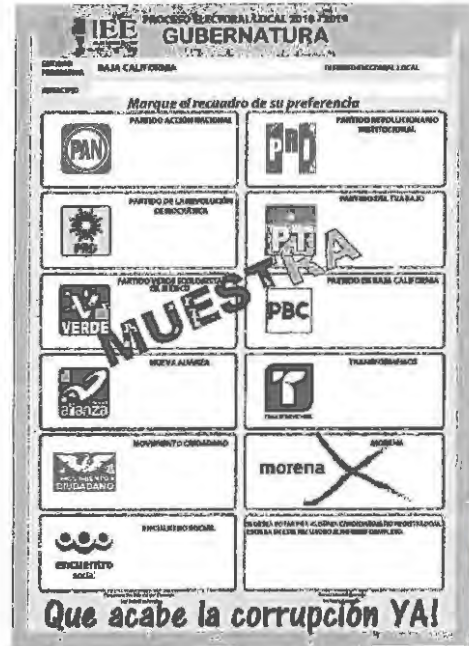 IEE
PROCESO ELECTORAL LOCAL 2018-2019
GUBERNATURA
BAJA CALIFORNIA
DISTRITO ELECTORAL LOCAL
MUNICIPIO
Marque el recuadro de su preferencia
PARTIDO ACCIÓN NACIONAL
PAN
PARTIDO REVOLUCIONARIO
INSTITUCIONAL
PRI
PARTIDO DE LA REVOLUCIÓN
DEMOCRÁTICA
PRD
PARTIDO DEL TRABAJO
PT
PARTIDO VERDE ECOLOGISTA
DE MÉXICO
VERDE
PARTIDO DE BAJA CALIFORNIA
PBC
MUESTRA
NUEVA ALIANZA
alianza
TRANSFORMEMOS
MOVIMIENTO CIUDADANO
MOVIMIENTO
CIUDADANO
MORENA
morena
ENCUENTRO SOCIAL
encuentro
social
Que acabe la corrupción YA!